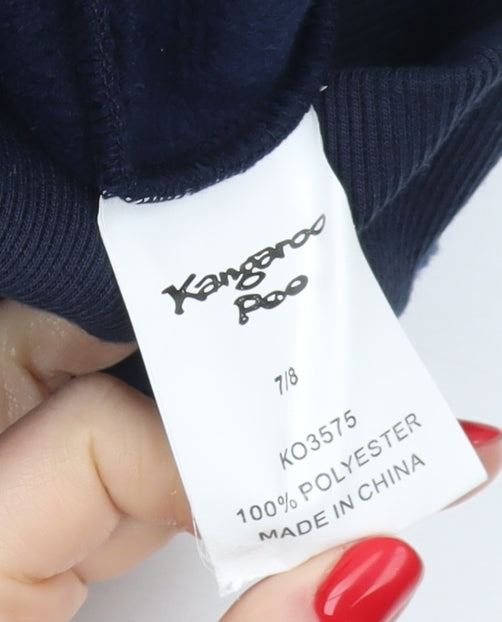 Kangaroo
Poo
7/8
KO3575
100% POLYESTER
MADE IN CHINA